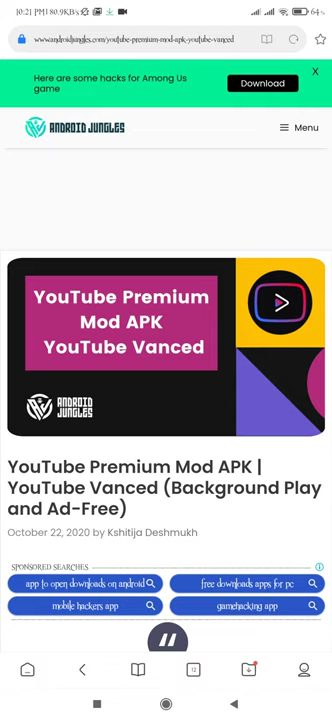 10:21 PM | 80.9KB/s
64%
www.androidjungles.com/youtube-premium-mod-apk-youtube-vanced
Here are some hacks for Among Us
game
Download
X
ANDROID JUNGLES
Menu
YouTube Premium
Mod APK
YouTube Vanced
ANDROID
JUNGLES
YouTube Premium Mod APK |
YouTube Vanced (Background Play
and Ad-Free)
October 22, 2020 by Kshitija Deshmukh
SPONSORED SEARCHES
app to open downloads on android
free downloads apps for pc
mobile hackers app
gamehacking app
12